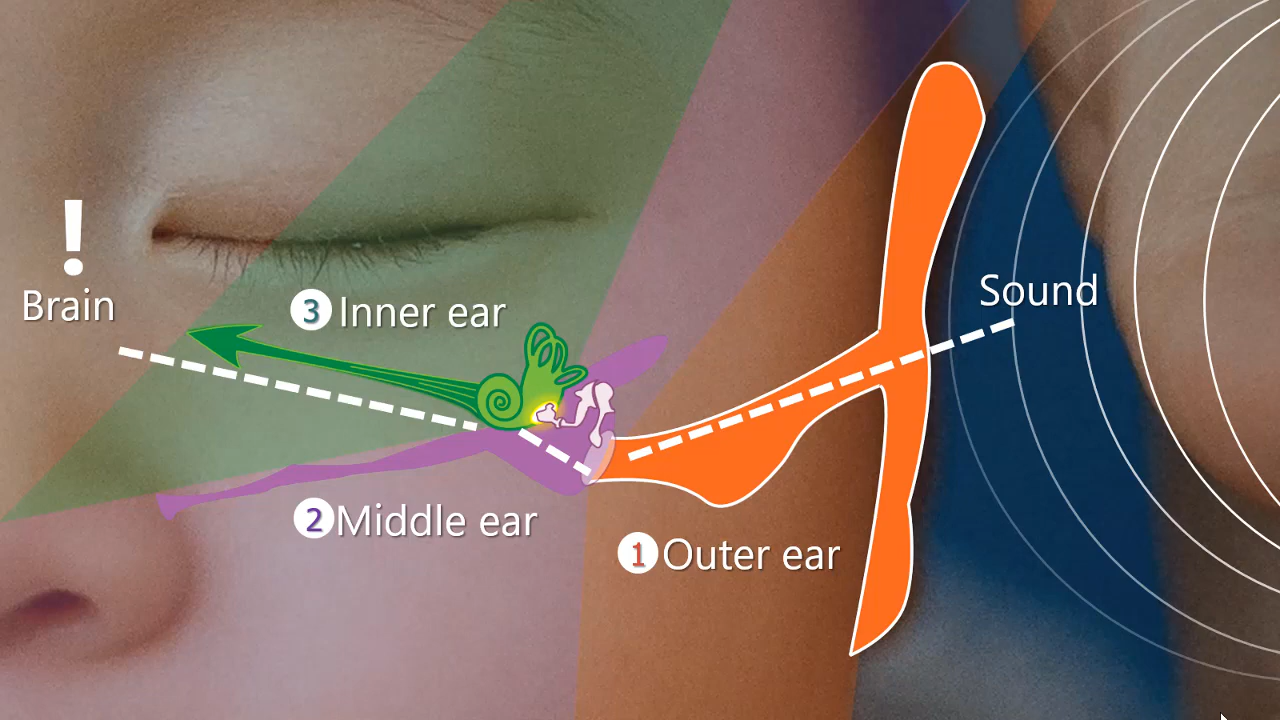 !
Brain
Sound
3 Inner ear
2 Middle ear
1 Outer ear